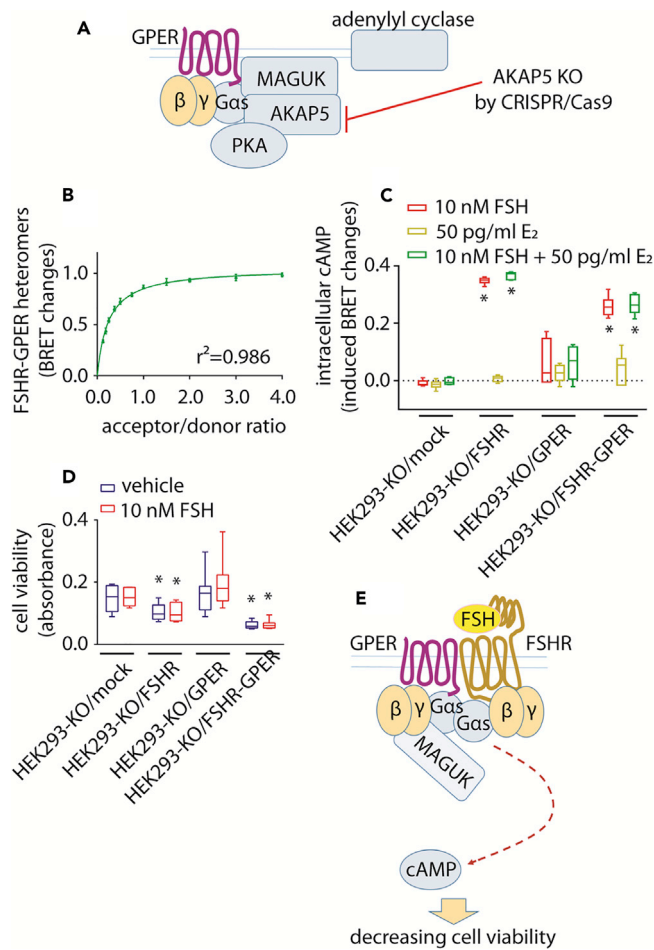 A
GPER
adenylyl cyclase
MAGUK
β
γ
Gαs
AKAP5
PKA
AKAP5 KO
by CRISPR/Cas9
B
FSHR-GPER heteromers
(BRET changes)
1.0
0.5
0
r²=0.986
0.0
1.0
2.0
3.0
4.0
acceptor/donor ratio
C
10 nM FSH
50 pg/ml E₂
10 nM FSH + 50 pg/ml E₂
intracellular cAMP
(induced BRET changes)
0.4
0.2
0.0
* * * *
HEK293-KO/mock
HEK293-KO/FSHR
HEK293-KO/GPER
HEK293-KO/FSHR-GPER
D
vehicle
10 nM FSH
cell viability
(absorbance)
0.4
0.2
0.0
* * * *
HEK293-KO/mock
HEK293-KO/FSHR
HEK293-KO/GPER
HEK293-KO/FSHR-GPER
E
FSH
GPER
FSHR
β
γ
Gαs
Gαs
β
γ
MAGUK
cAMP
decreasing cell viability